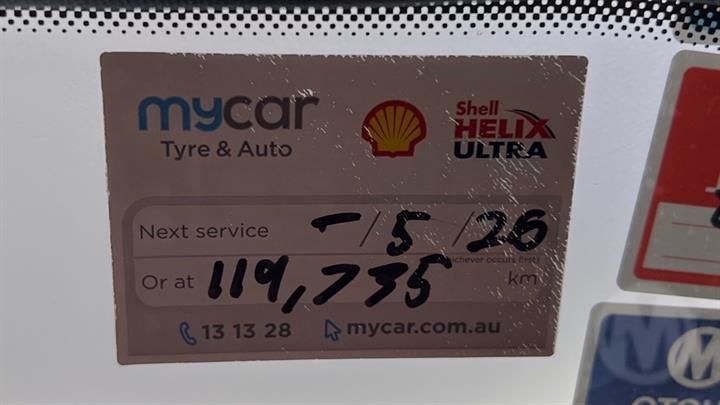 mycar
Tyre & Auto
Shell
HELIX
ULTRA
Next service -/5/26
(whichever occurs first)
Or at 119,735 km
13 13 28 mycar.com.au